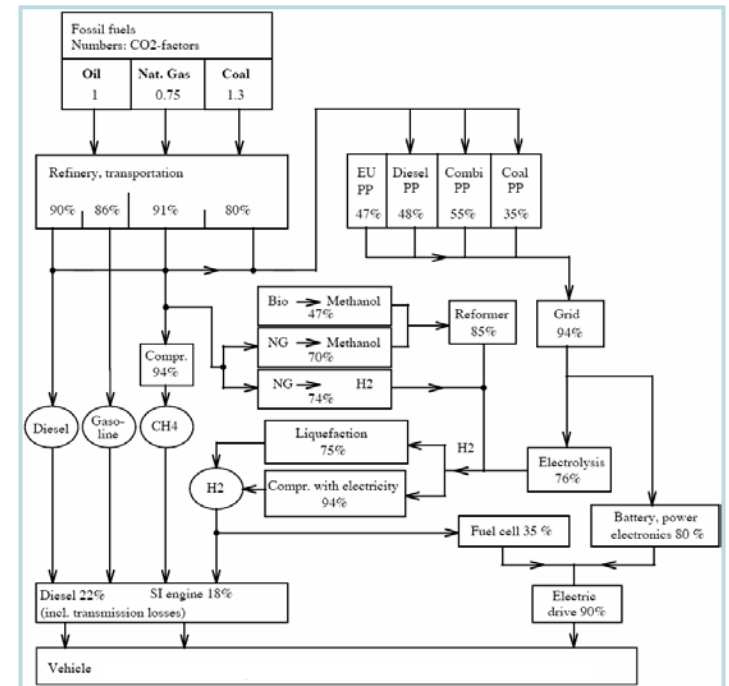 Fossil fuels
Numbers: CO2-factors
Oil Nat. Gas Coal
1 0.75 1.3
Refinery, transportation
90% 86% 91% 80%
EU PP 47%
Diesel PP 48%
Combi PP 55%
Coal PP 35%
Bio Methanol
47%
NG Methanol
70%
NG H2
74%
Reformer
85%
Grid
94%
Compr.
94%
Diesel
Gaso-
line
CH4
Liquefaction
75%
H2
Electrolysis
76%
H2
Compr. with electricity
94%
Fuel cell 35 %
Battery, power
electronics 80 %
Diesel 22% SI engine 18%
(incl. transmission losses)
Electric
drive 90%
Vehicle